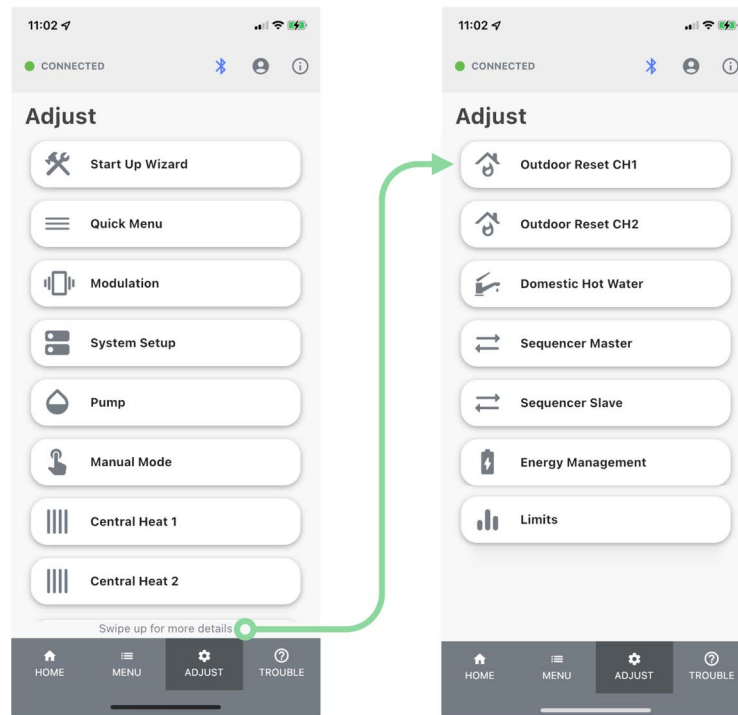 11:02
CONNECTED
Adjust
Start Up Wizard
Quick Menu
Modulation
System Setup
Pump
Manual Mode
Central Heat 1
Central Heat 2
Swipe up for more details
HOME MENU ADJUST TROUBLE
11:02
CONNECTED
Adjust
Outdoor Reset CH1
Outdoor Reset CH2
Domestic Hot Water
Sequencer Master
Sequencer Slave
Energy Management
Limits
HOME MENU ADJUST TROUBLE